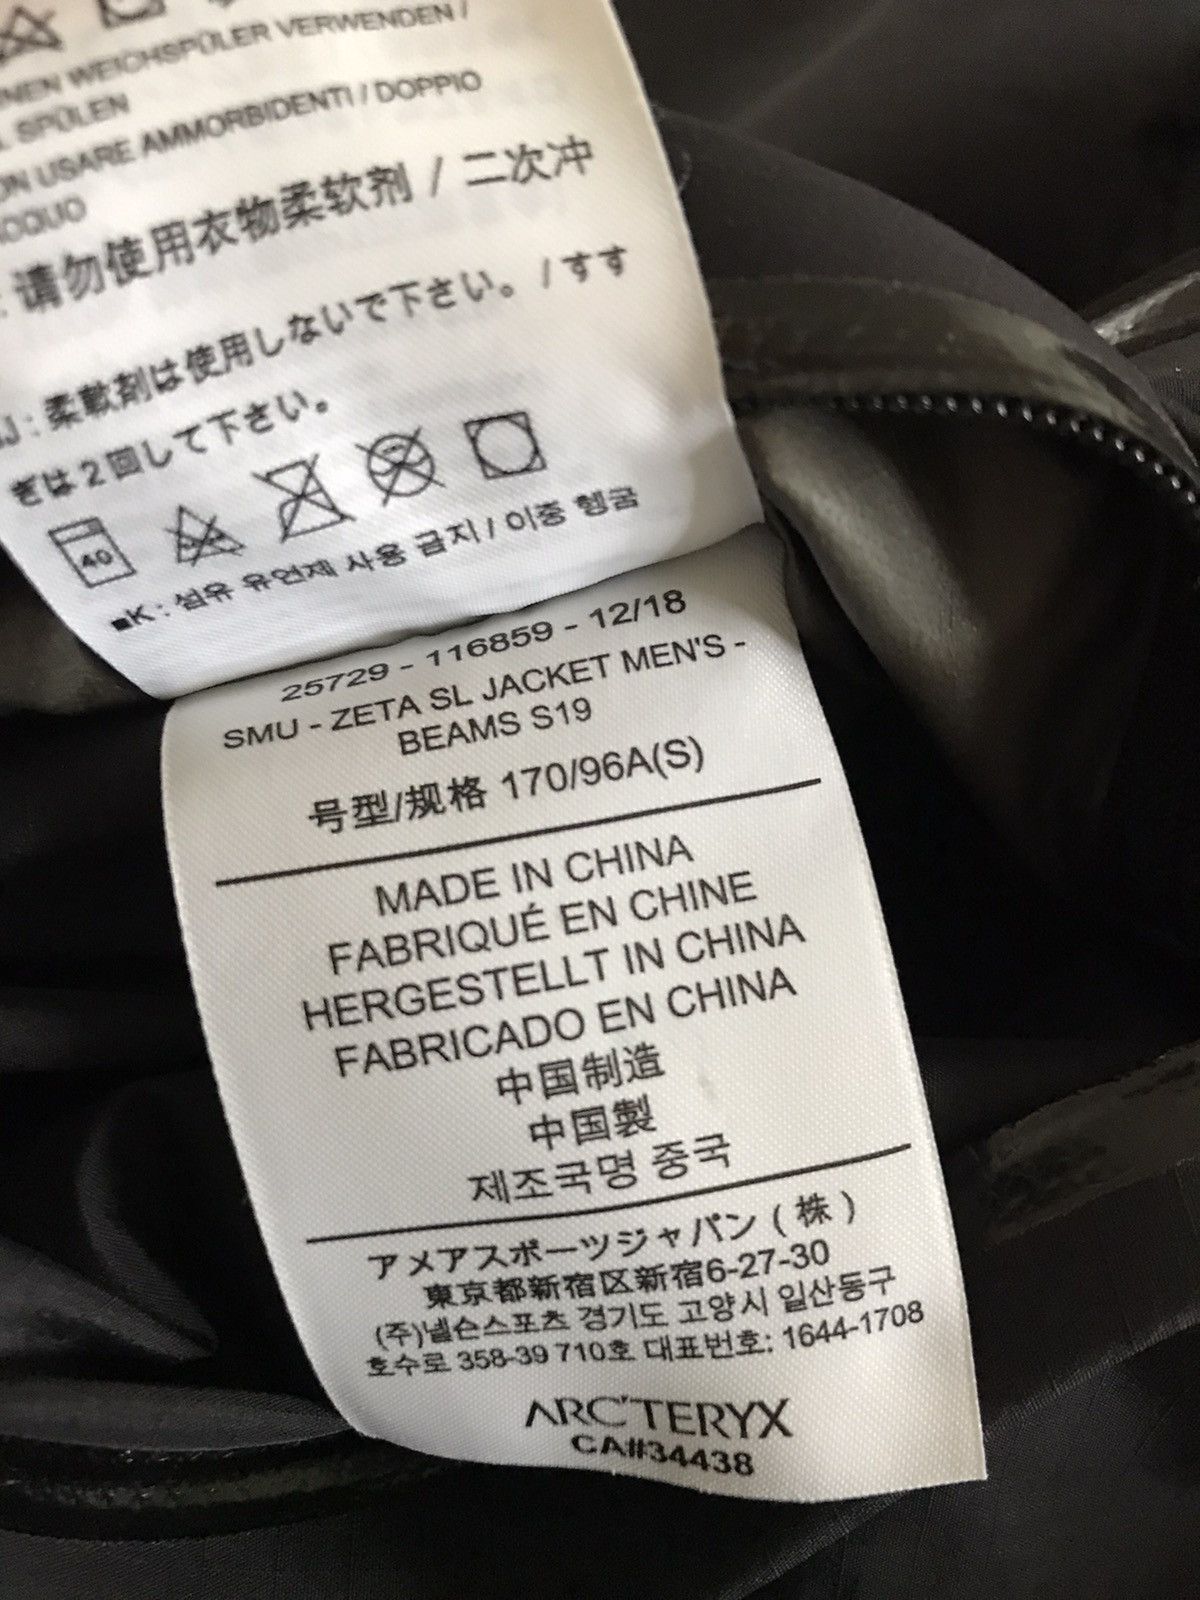 WEICHSPÜLER VERWENDEN /
SPÜLEN
USARE AMMORBIDENTI / DOPPIO
: 请勿使用衣物柔软剂 / 二次冲
J : 柔軟剤は使用しないで下さい。/ すす
ぎは2回して下さい。
40
■K : 섬유 유연제 사용 금지 / 이중 헹굼
25729 - 116859 - 12/18
SMU - ZETA SL JACKET MEN'S -
BEAMS S19
号型/规格 170/96A(S)
MADE IN CHINA
FABRIQUÉ EN CHINE
HERGESTELLT IN CHINA
FABRICADO EN CHINA
中国制造
中国製
제조국명 중국
アメアスポーツジャパン ( 株 )
東京都新宿区新宿6-27-30
(주)넬슨스포츠 경기도 고양시 일산동구
호수로 358-39 710호 대표번호: 1644-1708
ARC'TERYX
CA#34438